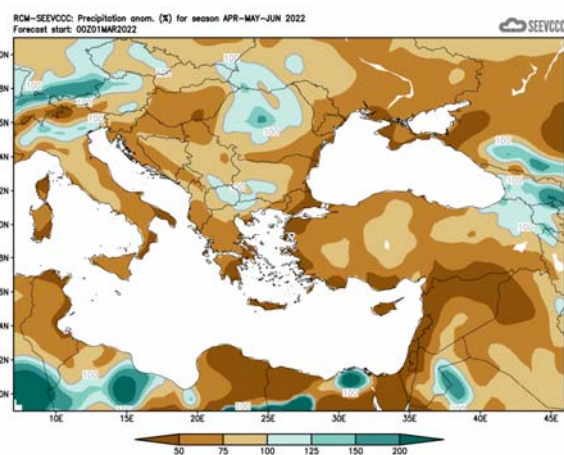 RCM-SEEVCCC: Precipitation anom. (%) for season APR-MAY-JUN 2022
Forecast start: 00Z01MAR2022
SEEVCCC
100
100
100
100
100
100
100
100
100
100
10E 15E 20E 25E 30E 35E 40E 45E
50 75 100 125 150 200